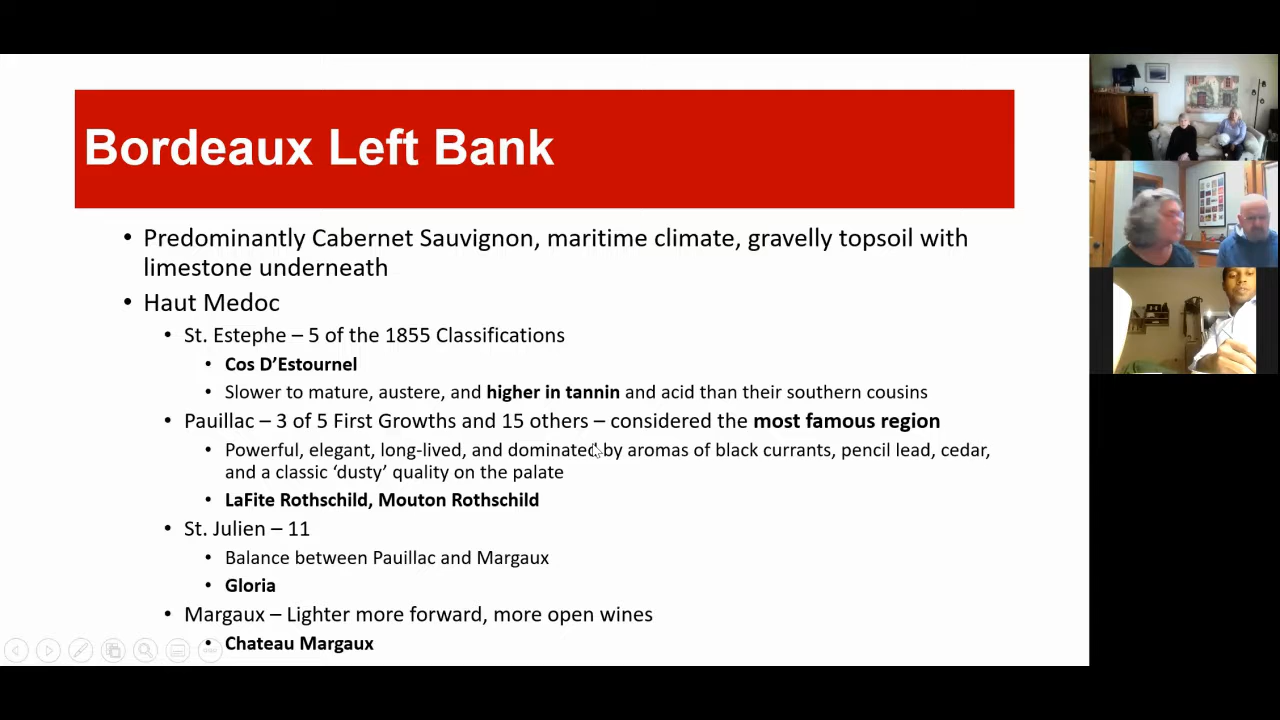 Bordeaux Left Bank
• Predominantly Cabernet Sauvignon, maritime climate, gravelly topsoil with
limestone underneath
• Haut Medoc
• St. Estephe – 5 of the 1855 Classifications
• Cos D’Estournel
• Slower to mature, austere, and higher in tannin and acid than their southern cousins
• Pauillac – 3 of 5 First Growths and 15 others – considered the most famous region
• Powerful, elegant, long-lived, and dominated by aromas of black currants, pencil lead, cedar,
and a classic ‘dusty’ quality on the palate
• LaFite Rothschild, Mouton Rothschild
• St. Julien – 11
• Balance between Pauillac and Margaux
• Gloria
• Margaux – Lighter more forward, more open wines
• Chateau Margaux